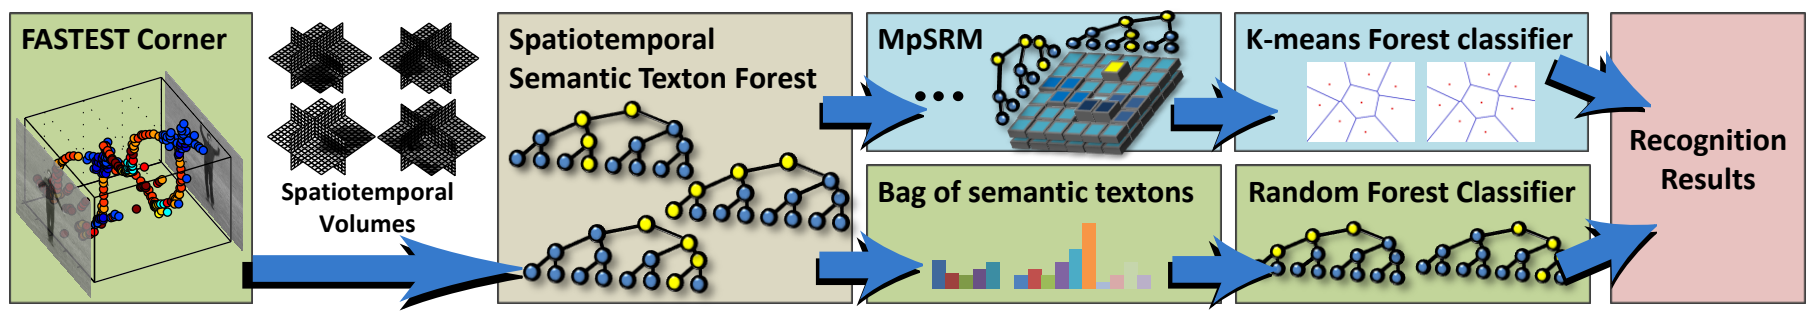 FASTEST Corner
Spatiotemporal
Volumes
Spatiotemporal
Semantic Texton Forest
MpSRM
...
K-means Forest classifier
Bag of semantic textons
Random Forest Classifier
Recognition
Results